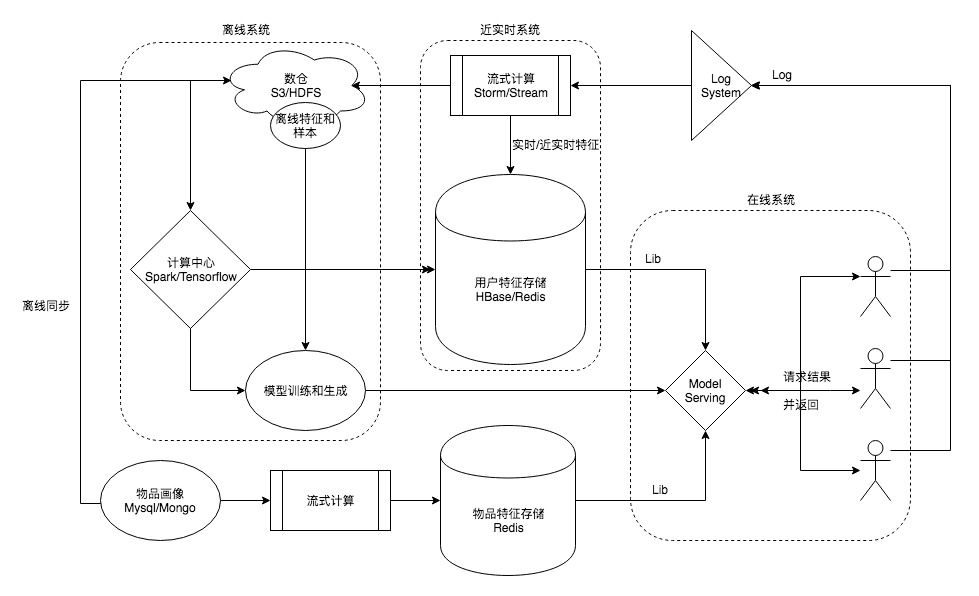 离线系统
近实时系统
数仓
S3/HDFS
离线特征和
样本
流式计算
Storm/Stream
Log
System
Log
实时/近实时特征
在线系统
计算中心
Spark/Tensorflow
用户特征存储
HBase/Redis
Lib
离线同步
模型训练和生成
Model
Serving
请求结果
并返回
物品画像
Mysql/Mongo
流式计算
物品特征存储
Redis
Lib